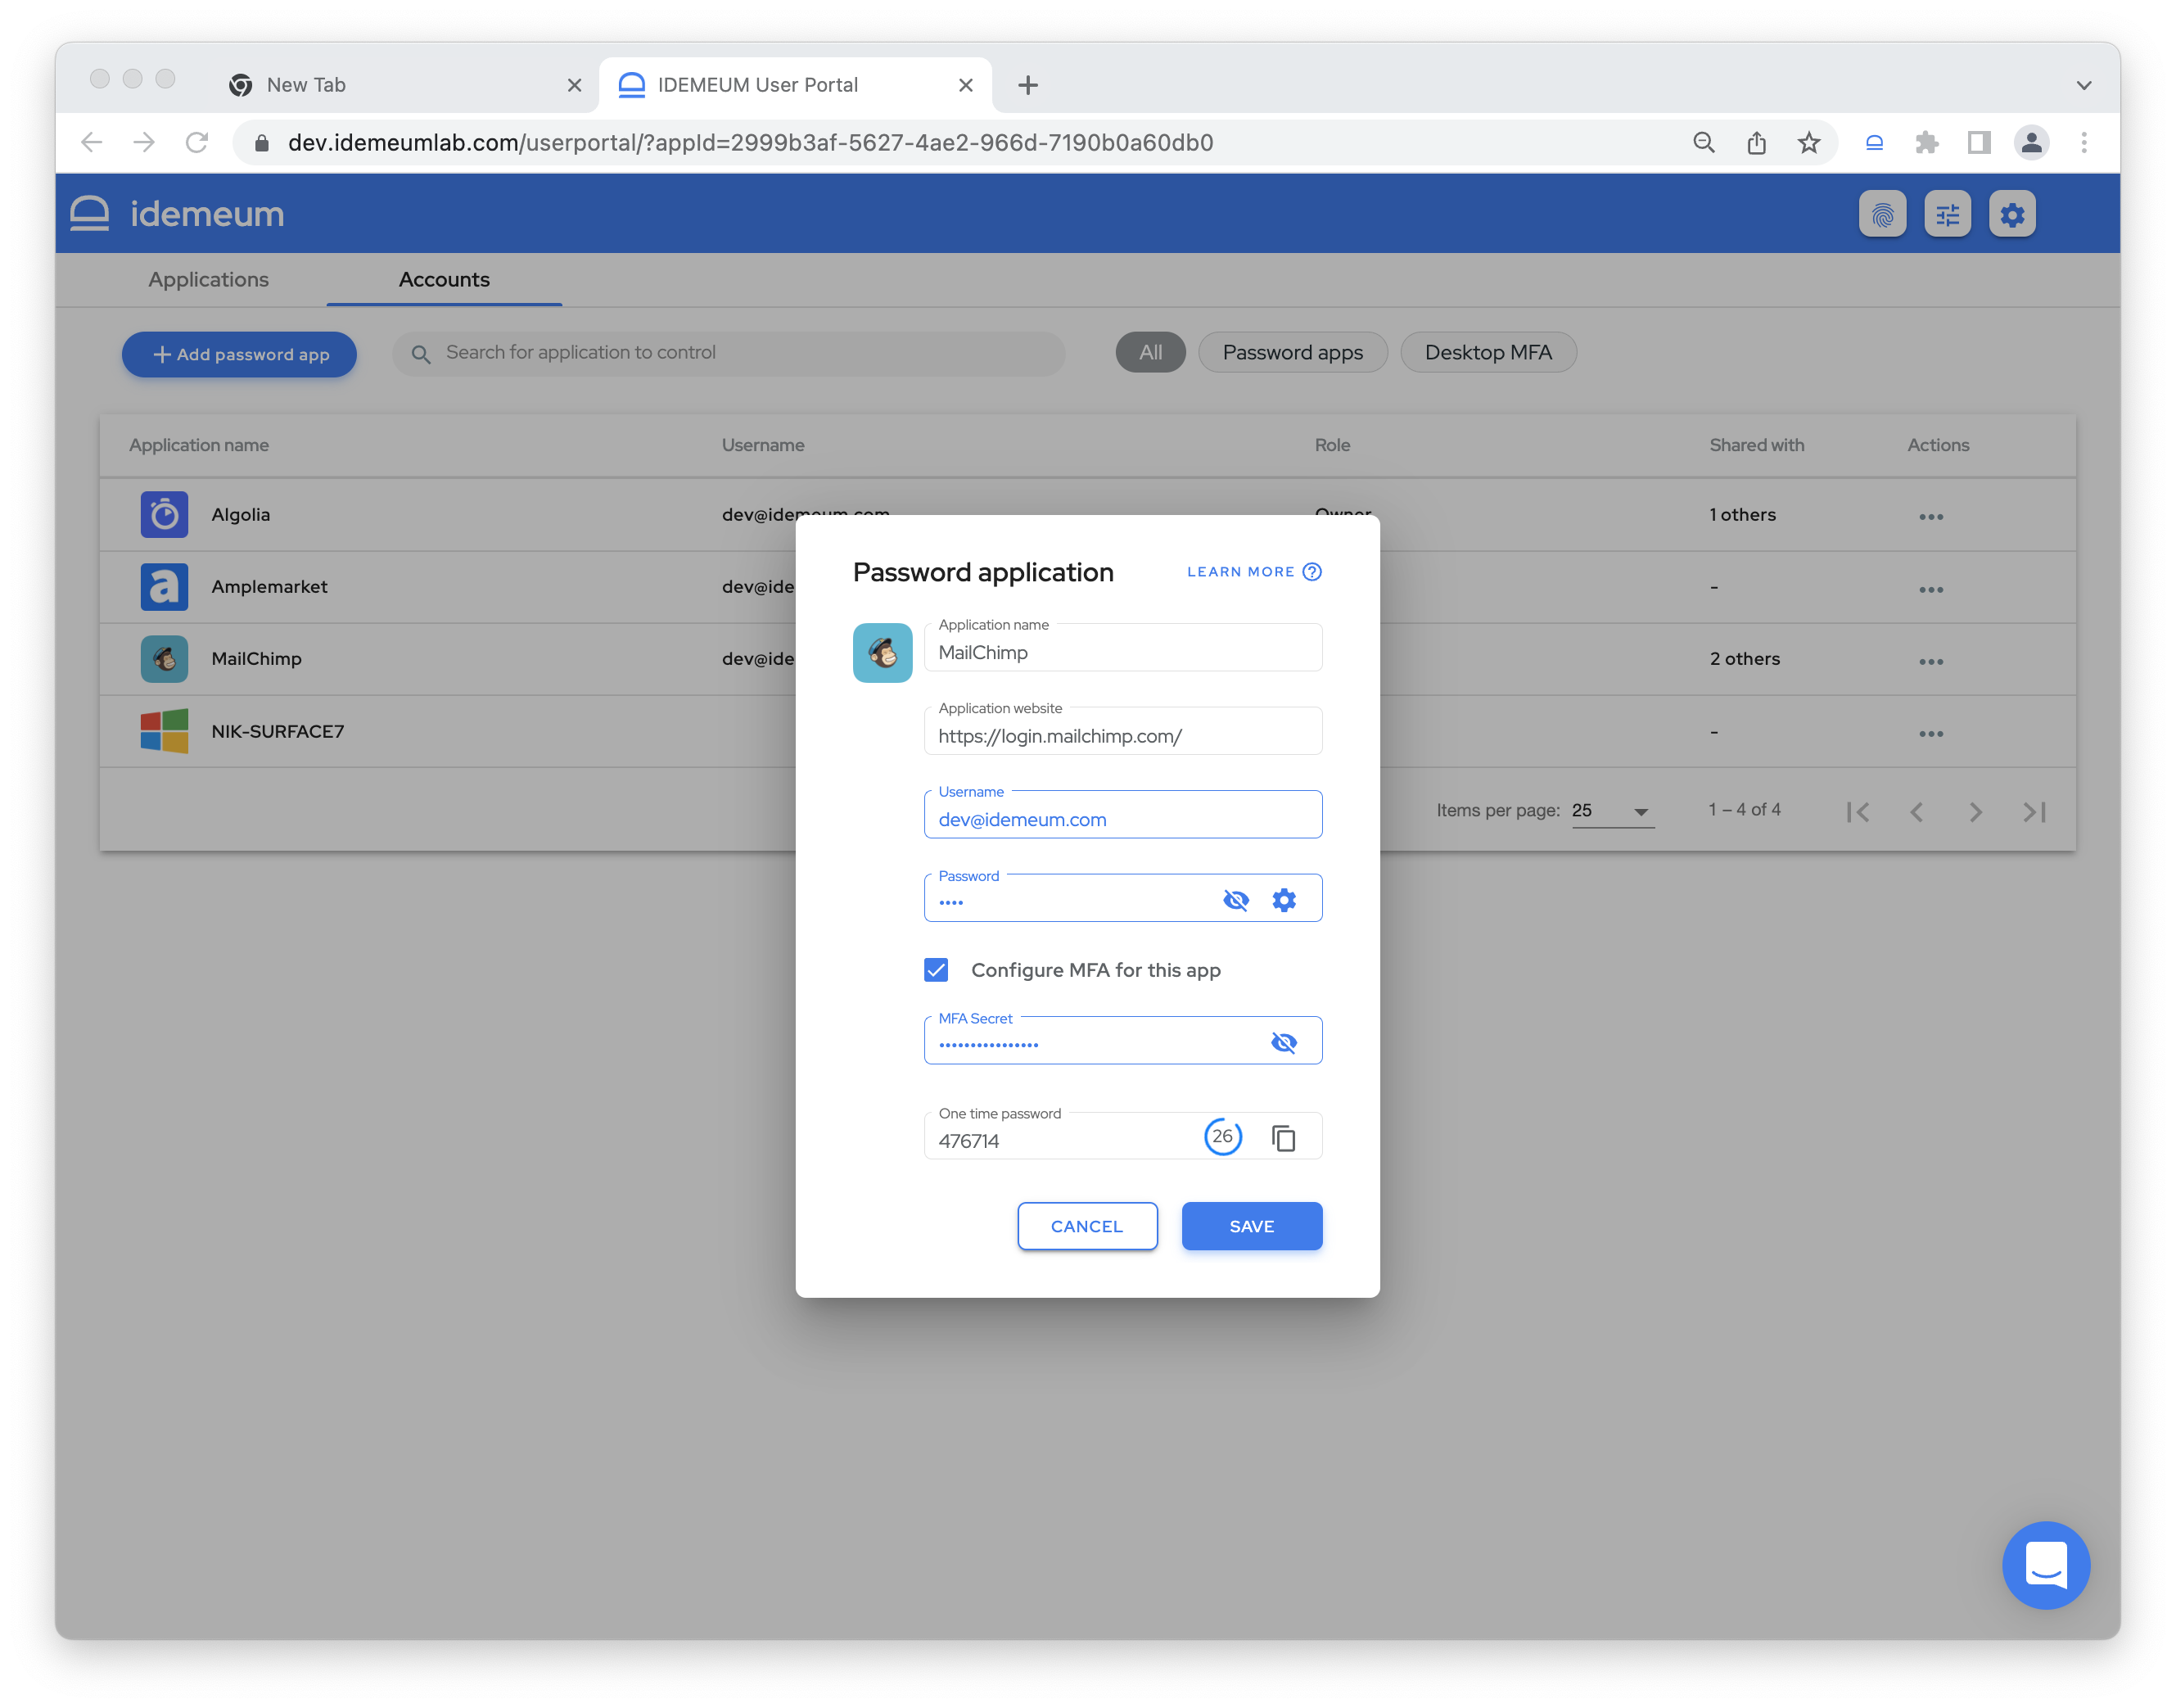 New Tab
IDEMEUM User Portal
dev.idemeumlab.com/userportal/?appId=2999b3af-5627-4ae2-966d-7190b0a60db0
idemeum
Applications
Accounts
Add password app
Search for application to control
All
Password apps
Desktop MFA
Application name
Username
Role
Shared with
Actions
Algolia
dev@idemeum.com
Owner
1 others
Amplemarket
dev@ide
-
MailChimp
dev@ide
2 others
NIK-SURFACE7
-
Items per page: 25
1 – 4 of 4
Password application
LEARN MORE
Application name
MailChimp
Application website
https://login.mailchimp.com/
Username
dev@idemeum.com
Password
••••
Configure MFA for this app
MFA Secret
••••••••••••••••
One time password
476714
26
CANCEL
SAVE